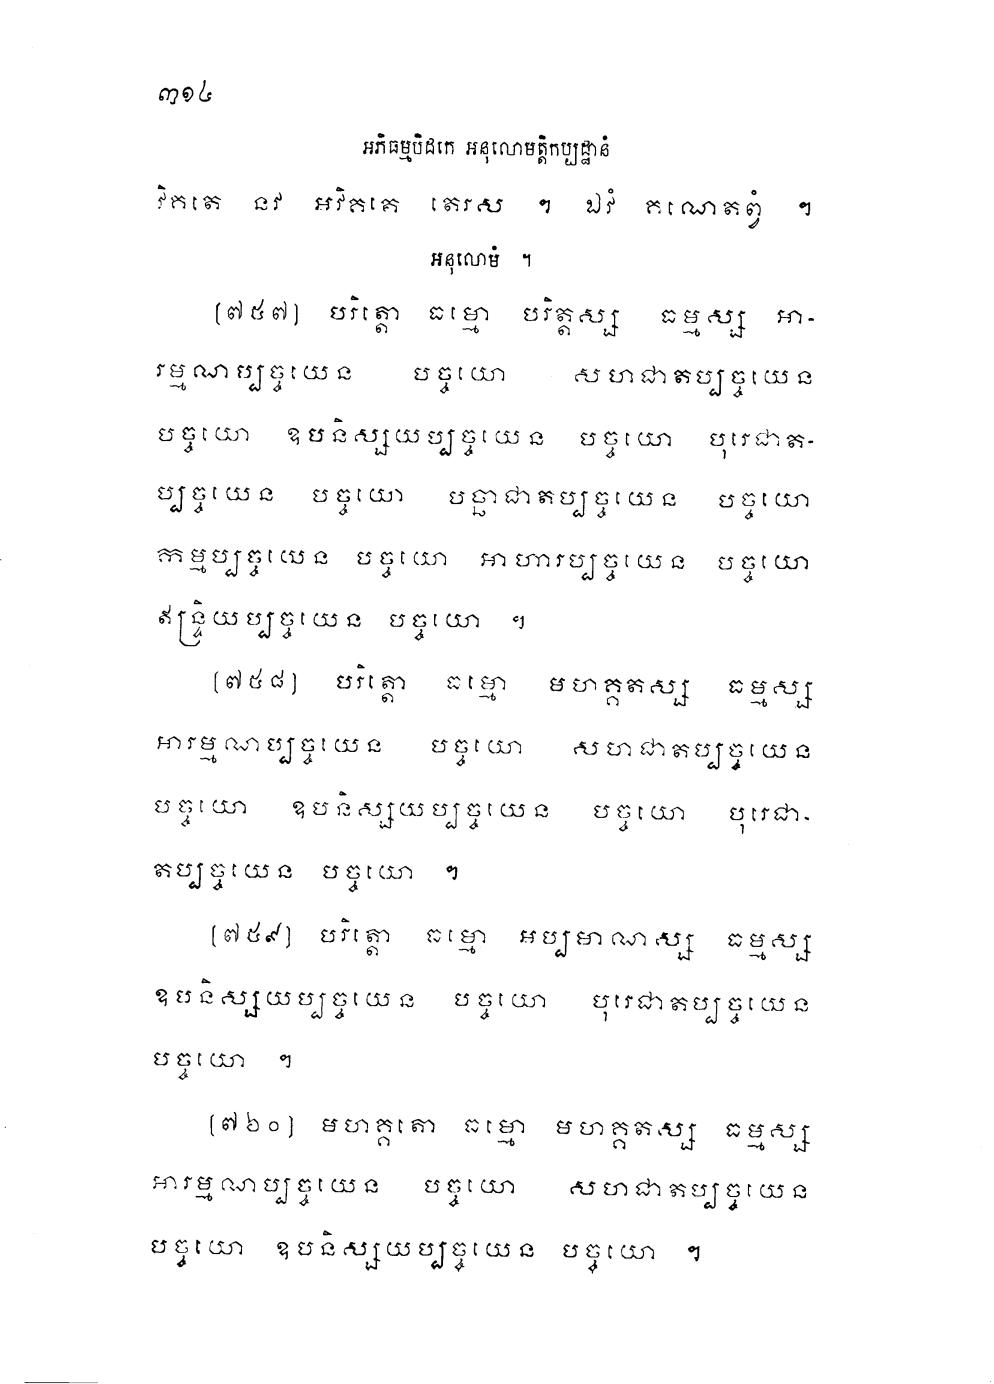 ៣១៤
អភិធម្មបិដកេ អនុលោមត្តិកប្បដ្ឋានំ
វិគតេ នវ អវិគតេ តេរស ។ ឯវំ គណេតព្វំ ។
អនុលោមំ ។
[៧៥៧] បរិត្តោ ធម្មោ បរិត្តស្ស ធម្មស្ស អា-
រម្មណប្បច្ចយេន បច្ចយោ សហជាតប្បច្ចយេន
បច្ចយោ ឧបនិស្សយប្បច្ចយេន បច្ចយោ បុរេជាត-
ប្បច្ចយេន បច្ចយោ បច្ឆាជាតប្បច្ចយេន បច្ចយោ
កម្មប្បច្ចយេន បច្ចយោ អាហារប្បច្ចយេន បច្ចយោ
ឥន្ទ្រិយប្បច្ចយេន បច្ចយោ ។
[៧៥៨] បរិត្តោ ធម្មោ មហគ្គតស្ស ធម្មស្ស
អារម្មណប្បច្ចយេន បច្ចយោ សហជាតប្បច្ចយេន
បច្ចយោ ឧបនិស្សយប្បច្ចយេន បច្ចយោ បុរេជា-
តប្បច្ចយេន បច្ចយោ ។
[៧៥៩] បរិត្តោ ធម្មោ អប្បមាណស្ស ធម្មស្ស
ឧបនិស្សយប្បច្ចយេន បច្ចយោ បុរេជាតប្បច្ចយេន
បច្ចយោ ។
[៧៦០] មហគ្គតោ ធម្មោ មហគ្គតស្ស ធម្មស្ស
អារម្មណប្បច្ចយេន បច្ចយោ សហជាតប្បច្ចយេន
បច្ចយោ ឧបនិស្សយប្បច្ចយេន បច្ចយោ ។